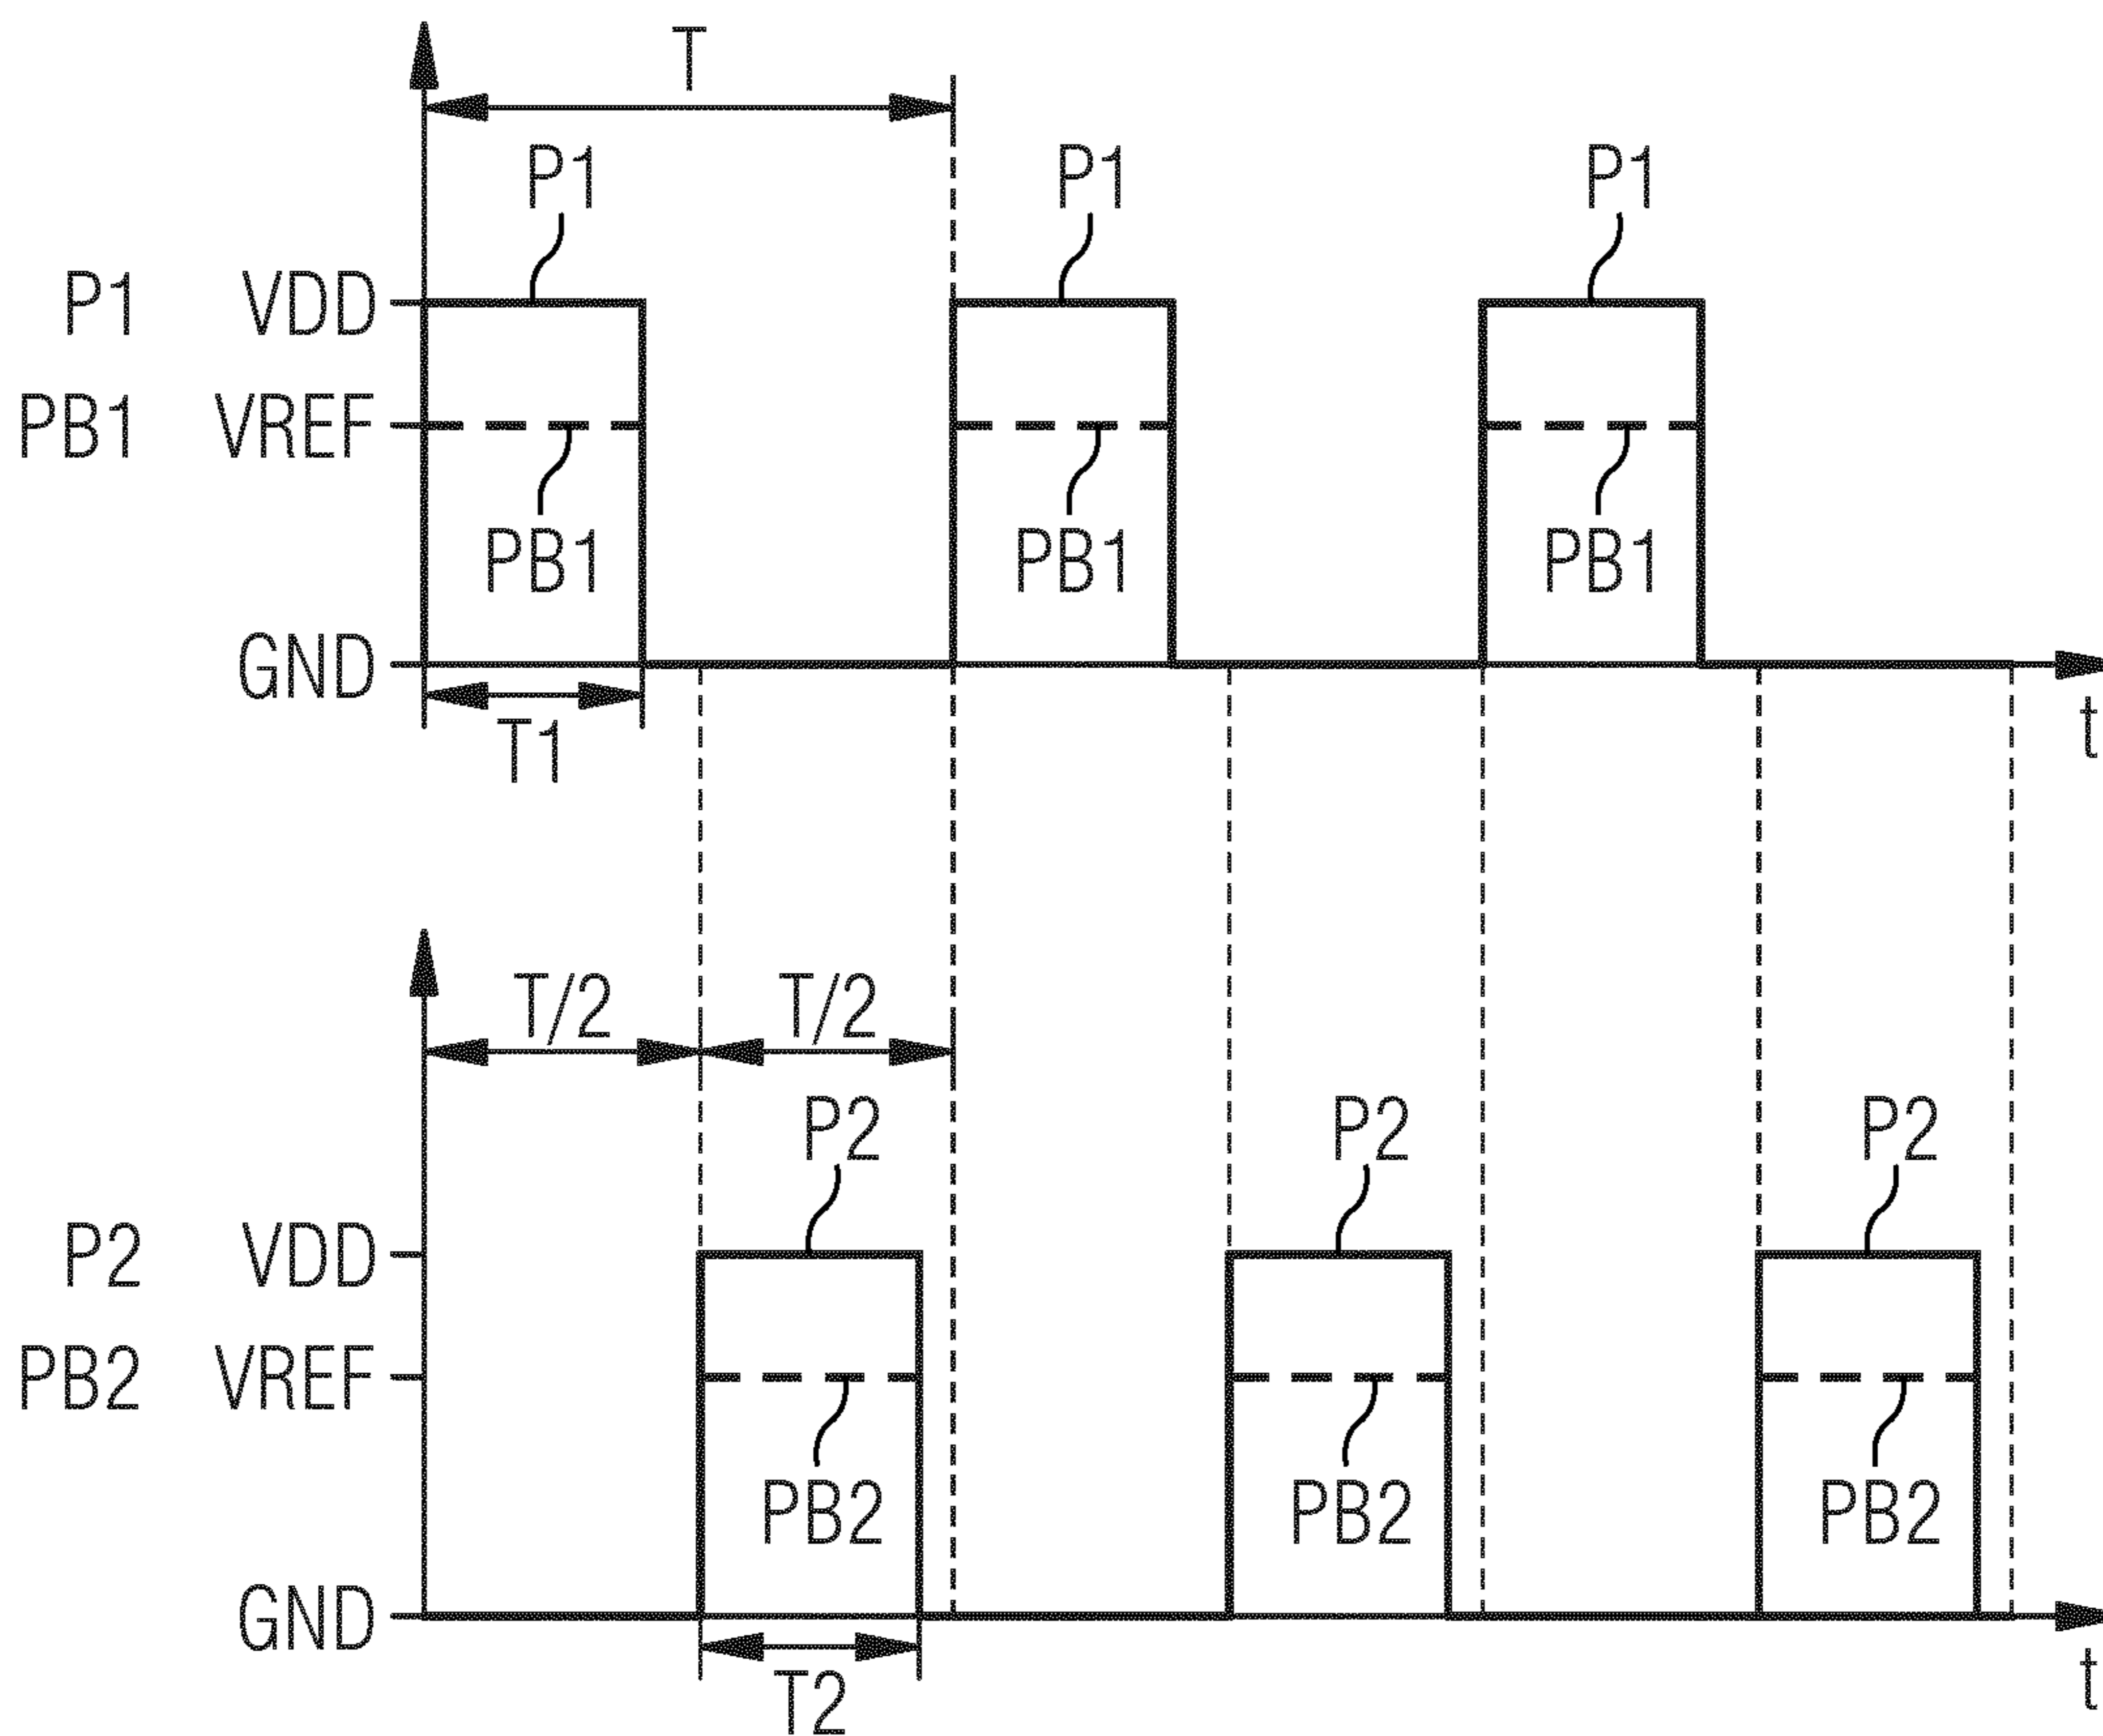 T
P1 P1 P1
P1 VDD
PB1 VREF
PB1 PB1 PB1
GND
T1
t
T/2 T/2
P2 P2 P2
P2 VDD
PB2 VREF
PB2 PB2 PB2
GND
T2
t